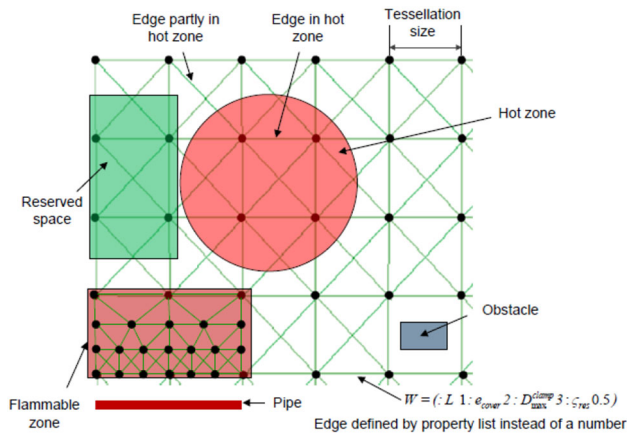 Edge partly in
hot zone
Edge in hot
zone
Tessellation
size
Hot zone
Reserved
space
Obstacle
Flammable
zone
Pipe
W = (: L 1 : e_cover 2 : D_max^clamp 3 : ς_res 0.5)
Edge defined by property list instead of a number